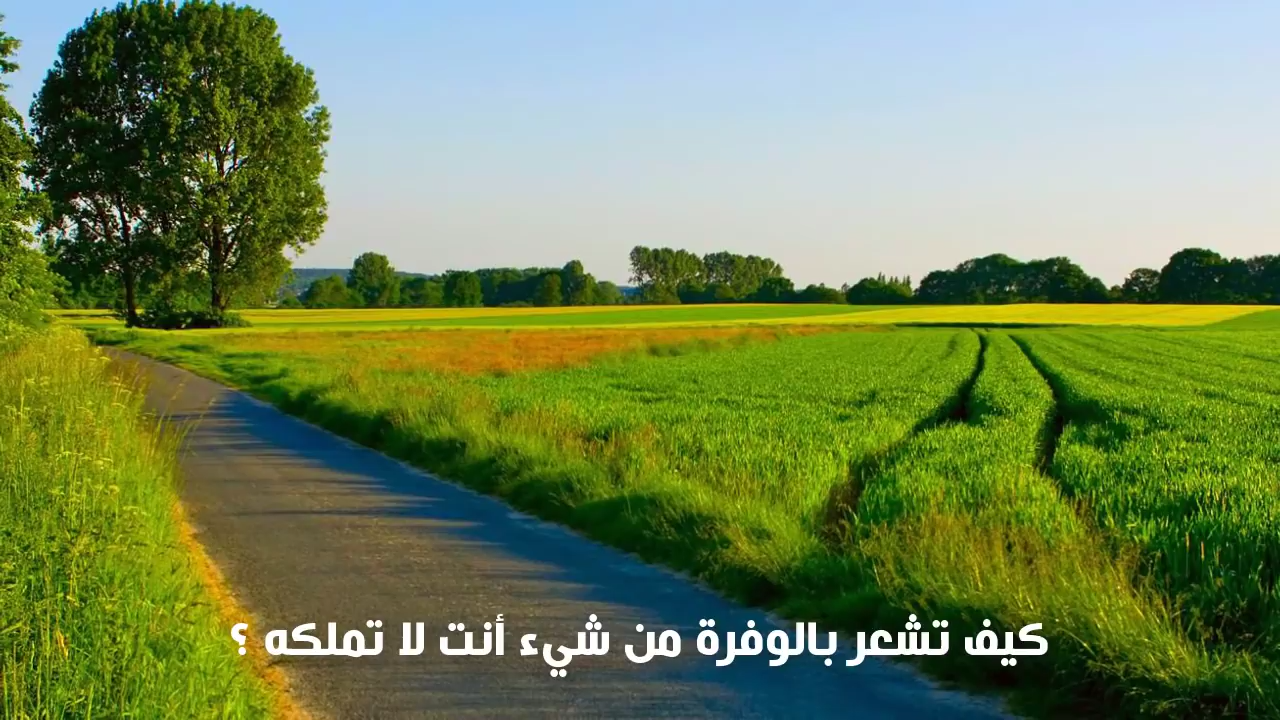 كيف تشعر بالوفرة من شيء أنت لا تملكه ؟